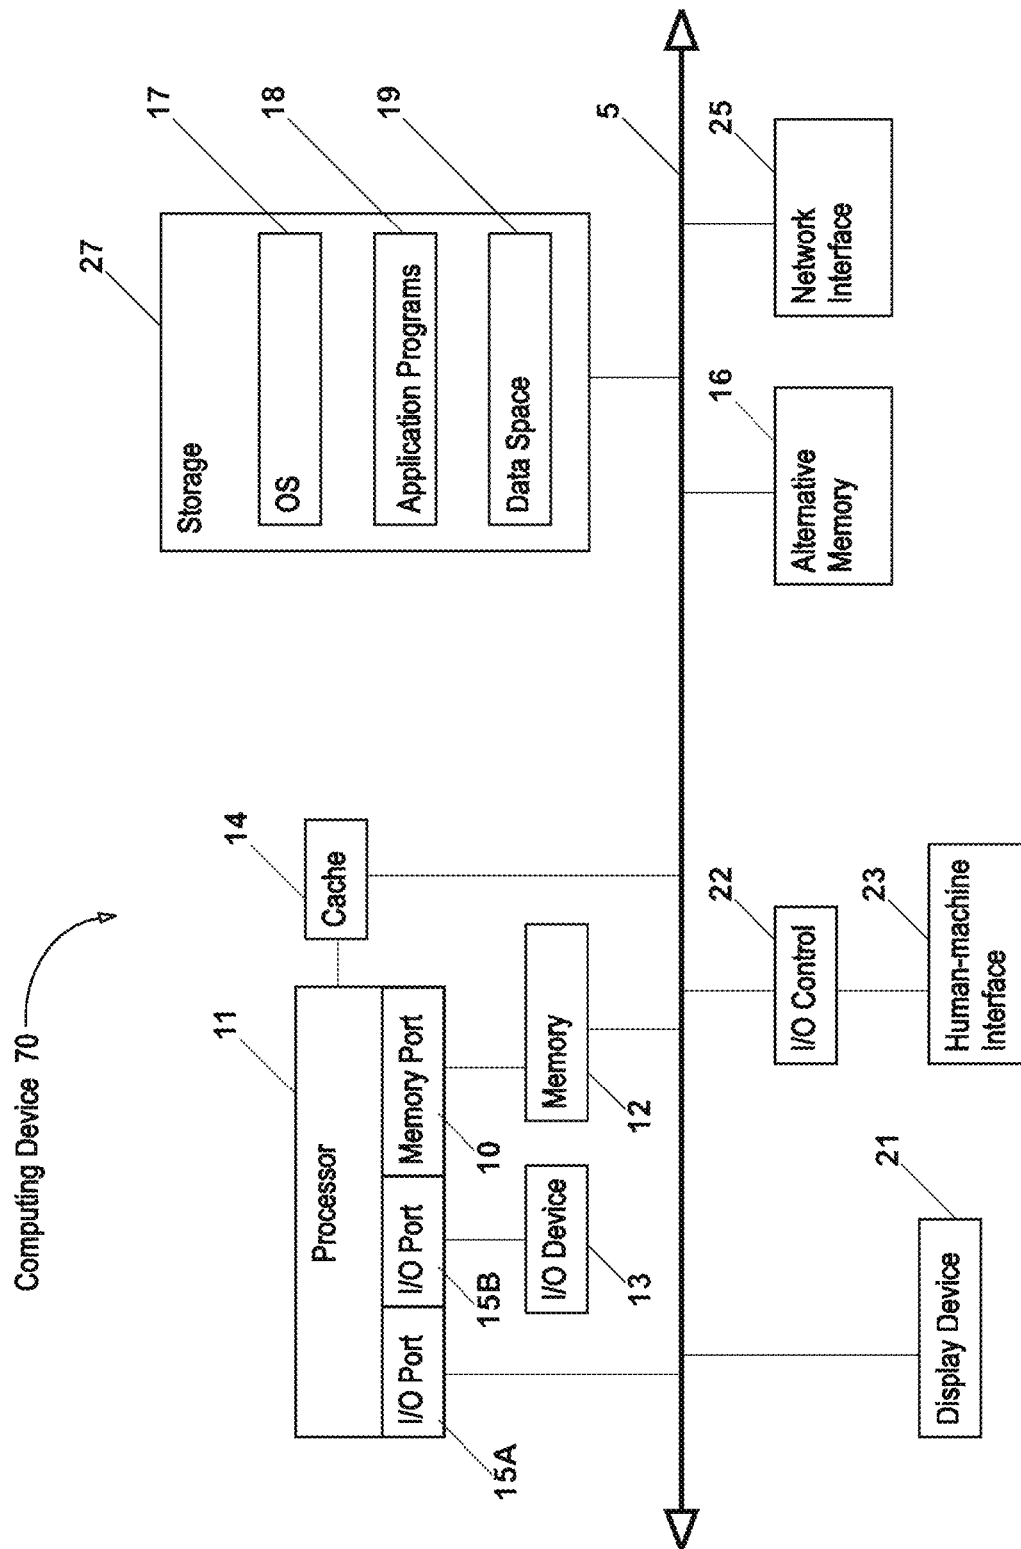 Computing Device 70
11
Processor
I/O Port
I/O Port
Memory Port
15A
15B
10
14
Cache
I/O Device
13
Memory
12
27
Storage
17
OS
18
Application Programs
19
Data Space
5
21
Display Device
22
I/O Control
23
Human-machine
Interface
16
Alternative
Memory
25
Network
Interface